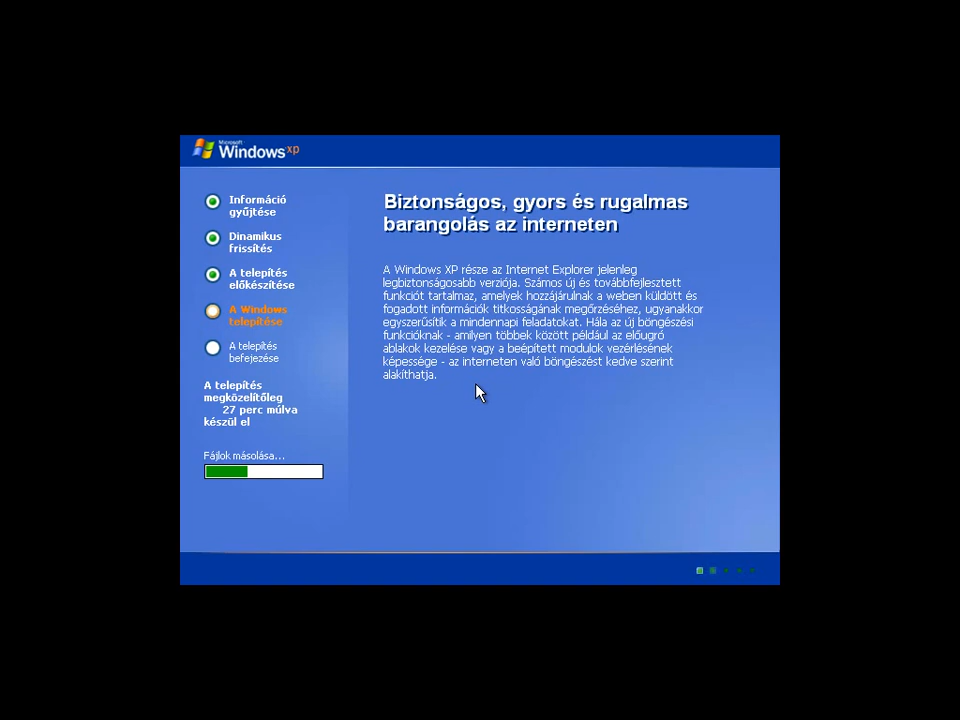 Microsoft
Windows xp
Információ
gyűjtése
Dinamikus
frissítés
A telepítés
előkészítése
A Windows
telepítése
A telepítés
befejezése
A telepítés
megközelítőleg
27 perc múlva
készül el
Fájlok másolása...
Biztonságos, gyors és rugalmas
barangolás az interneten
A Windows XP része az Internet Explorer jelenleg
legbiztonságosabb verziója. Számos új és továbbfejlesztett
funkciót tartalmaz, amelyek hozzájárulnak a weben küldött és
fogadott információk titkosságának megőrzéséhez, ugyanakkor
egyszerűsítik a mindennapi feladatokat. Hála az új böngészési
funkcióknak - amilyen többek között például az előugró
ablakok kezelése vagy a beépített modulok vezérlésének
képessége - az interneten való böngészést kedve szerint
alakíthatja.